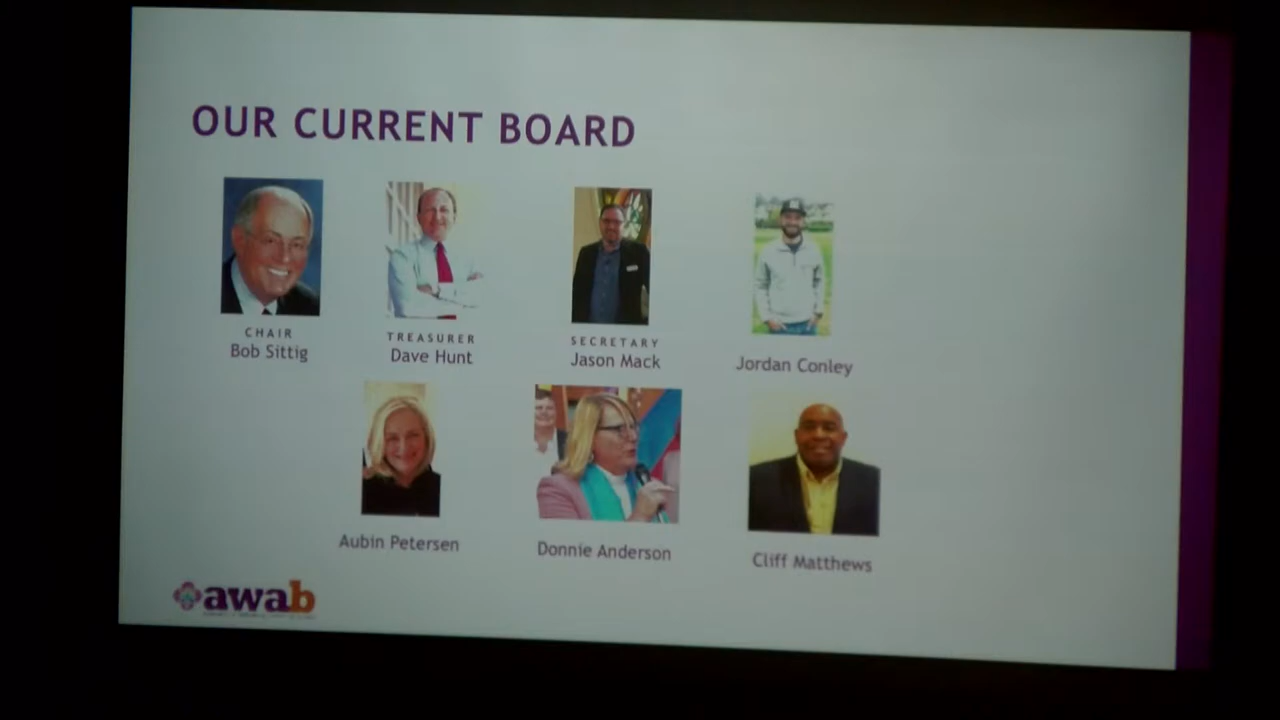 OUR CURRENT BOARD
CHAIR
Bob Sittig
TREASURER
Dave Hunt
SECRETARY
Jason Mack
Jordan Conley
Aubin Petersen
Donnie Anderson
Cliff Matthews
awab